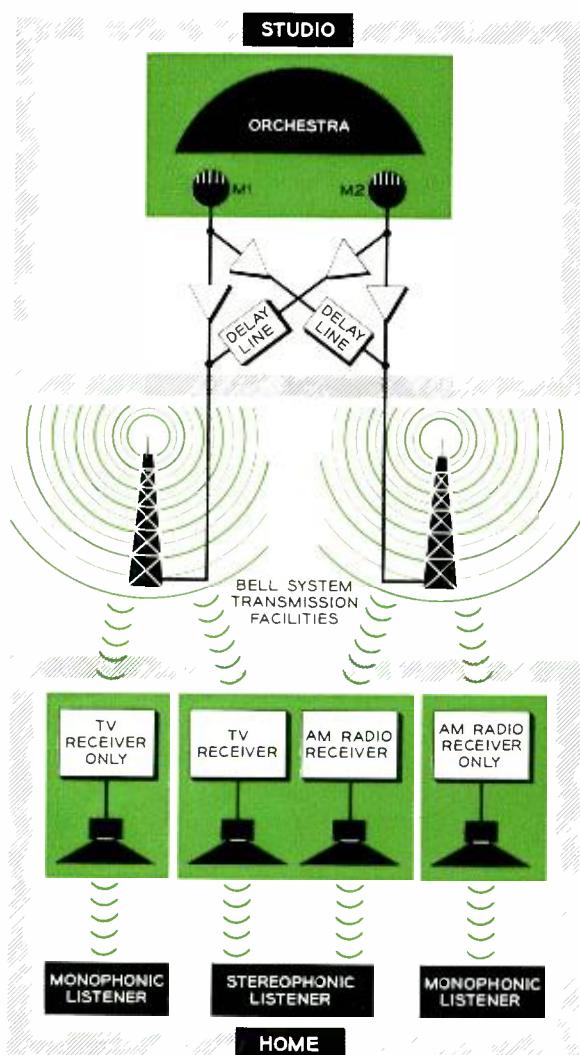 STUDIO
ORCHESTRA
M1
M2
DELAY
LINE
DELAY
LINE
BELL SYSTEM
TRANSMISSION
FACILITIES
TV
RECEIVER
ONLY
TV
RECEIVER
AM RADIO
RECEIVER
AM RADIO
RECEIVER
ONLY
MONOPHONIC
LISTENER
STEREOPHONIC
LISTENER
MONOPHONIC
LISTENER
HOME